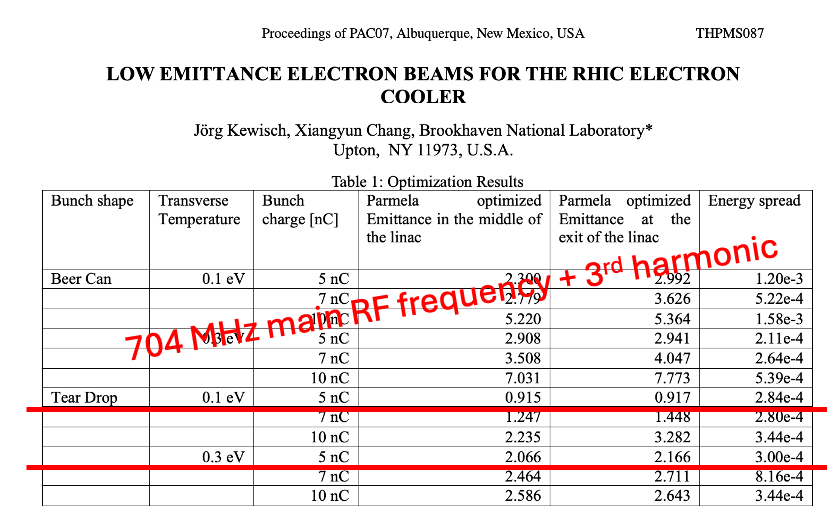 Proceedings of PAC07, Albuquerque, New Mexico, USA THPMS087
LOW EMITTANCE ELECTRON BEAMS FOR THE RHIC ELECTRON
COOLER
Jörg Kewisch, Xiangyun Chang, Brookhaven National Laboratory*
Upton, NY 11973, U.S.A.
Table 1: Optimization Results
Bunch shape Transverse Bunch Parmela optimized Parmela optimized Energy spread
Temperature charge [nC] Emittance in the middle of Emittance at the
the linac exit of the linac
Beer Can 0.1 eV 5 nC 2.300 2.992 1.20e-3
7 nC 2.779 3.626 5.22e-4
10 nC 5.220 5.364 1.58e-3
0.3 eV 5 nC 2.908 2.941 2.11e-4
7 nC 3.508 4.047 2.64e-4
10 nC 7.031 7.773 5.39e-4
704 MHz main RF frequency + 3rd harmonic
Tear Drop 0.1 eV 5 nC 0.915 0.917 2.84e-4
7 nC 1.247 1.448 2.80e-4
10 nC 2.235 3.282 3.44e-4
0.3 eV 5 nC 2.066 2.166 3.00e-4
7 nC 2.464 2.711 8.16e-4
10 nC 2.586 2.643 3.44e-4